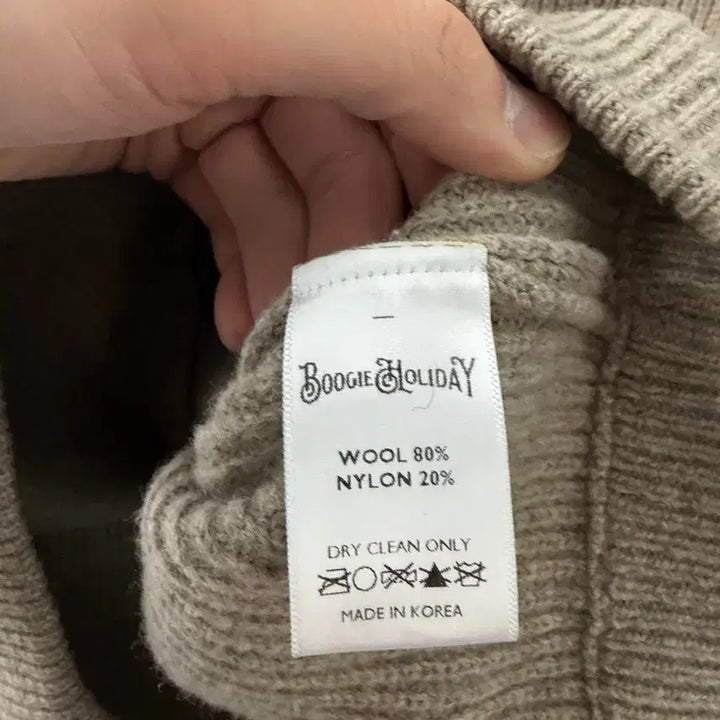 BOOGIE HOLIDAY
WOOL 80%
NYLON 20%
DRY CLEAN ONLY
MADE IN KOREA